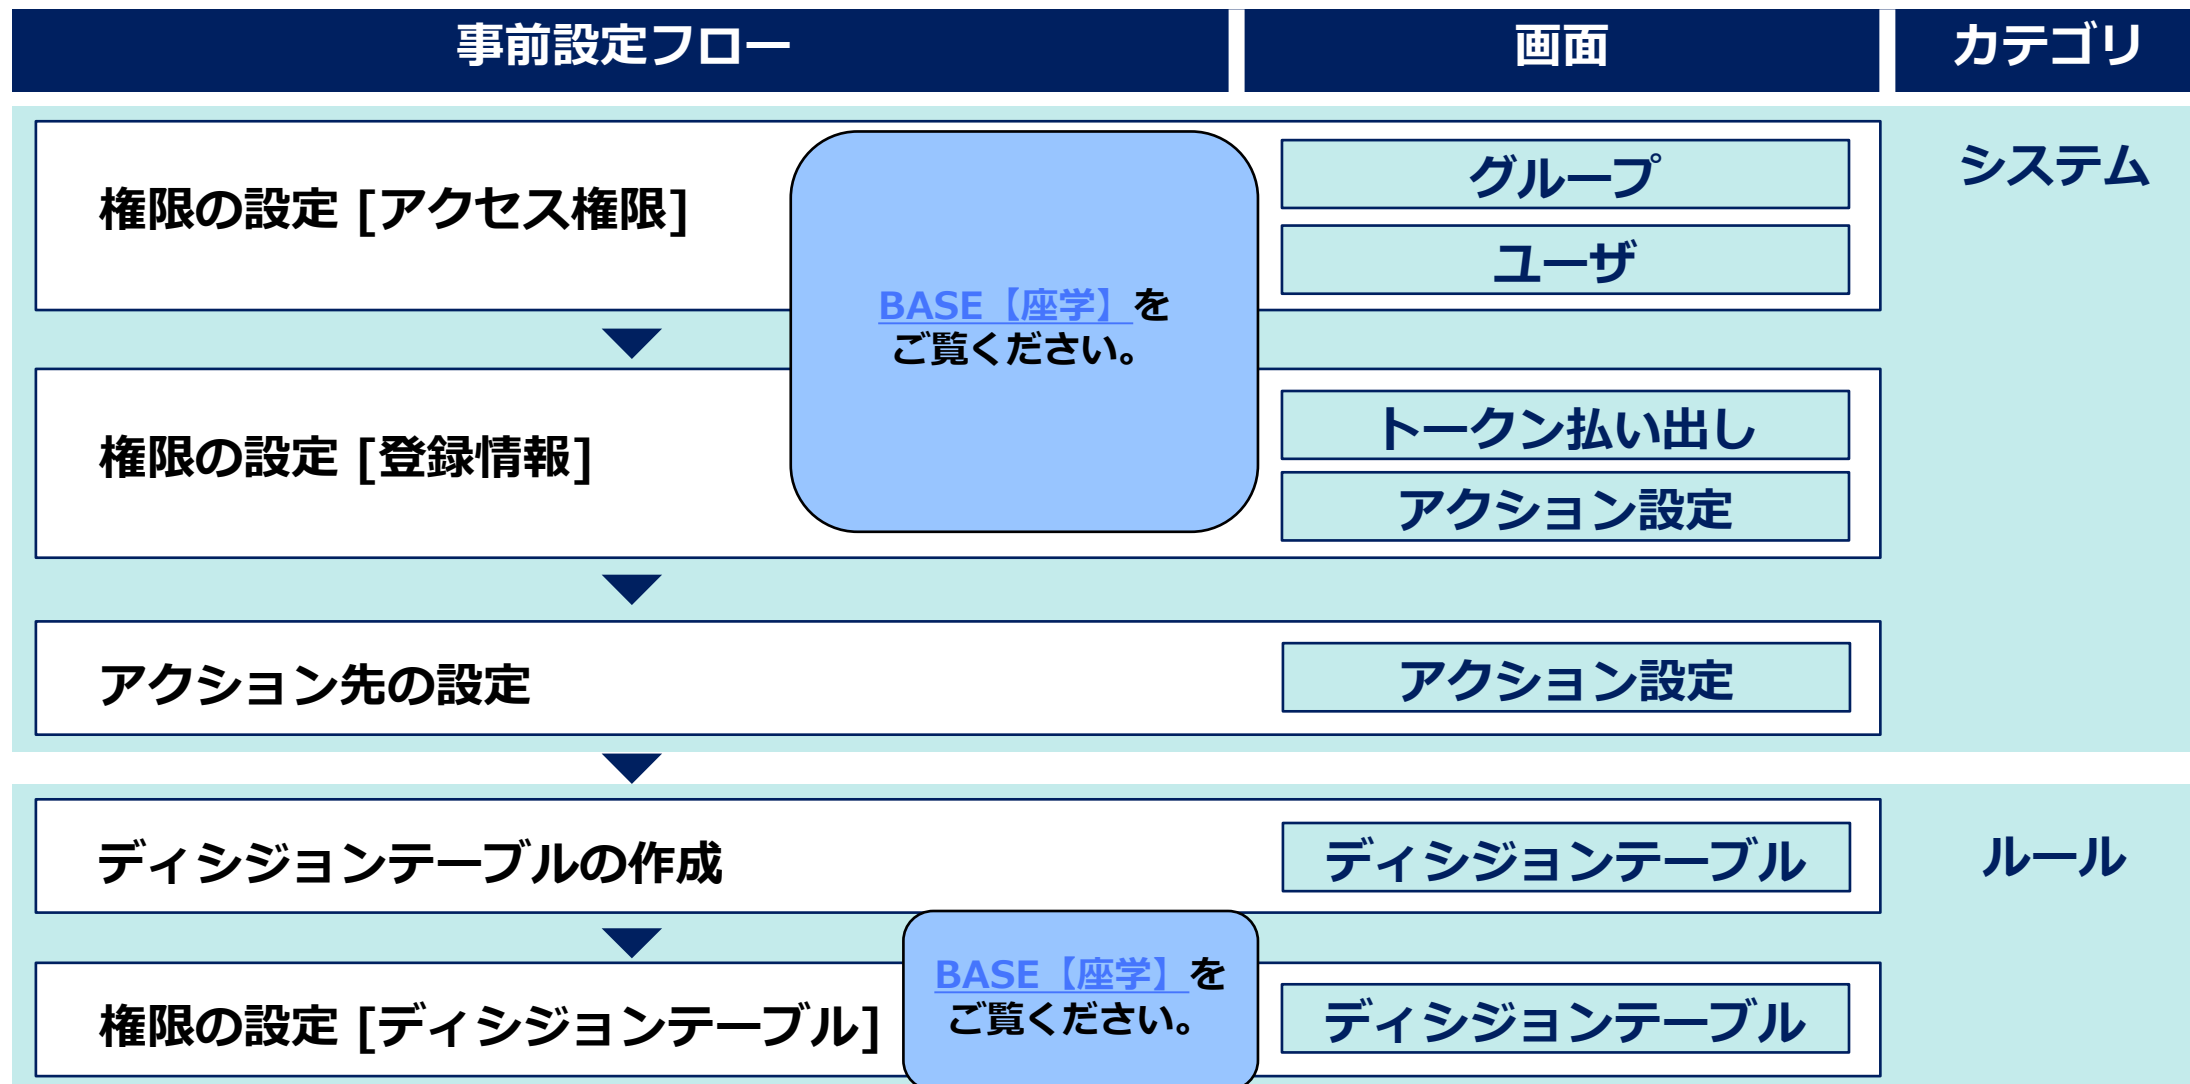 事前設定フロー
画面
カテゴリ
権限の設定 [アクセス権限]
BASE【座学】を
ご覧ください。
グループ
ユーザ
システム
権限の設定 [登録情報]
トークン払い出し
アクション設定
アクション先の設定
アクション設定
ディシジョンテーブルの作成
ディシジョンテーブル
ルール
権限の設定 [ディシジョンテーブル]
BASE【座学】を
ご覧ください。
ディシジョンテーブル